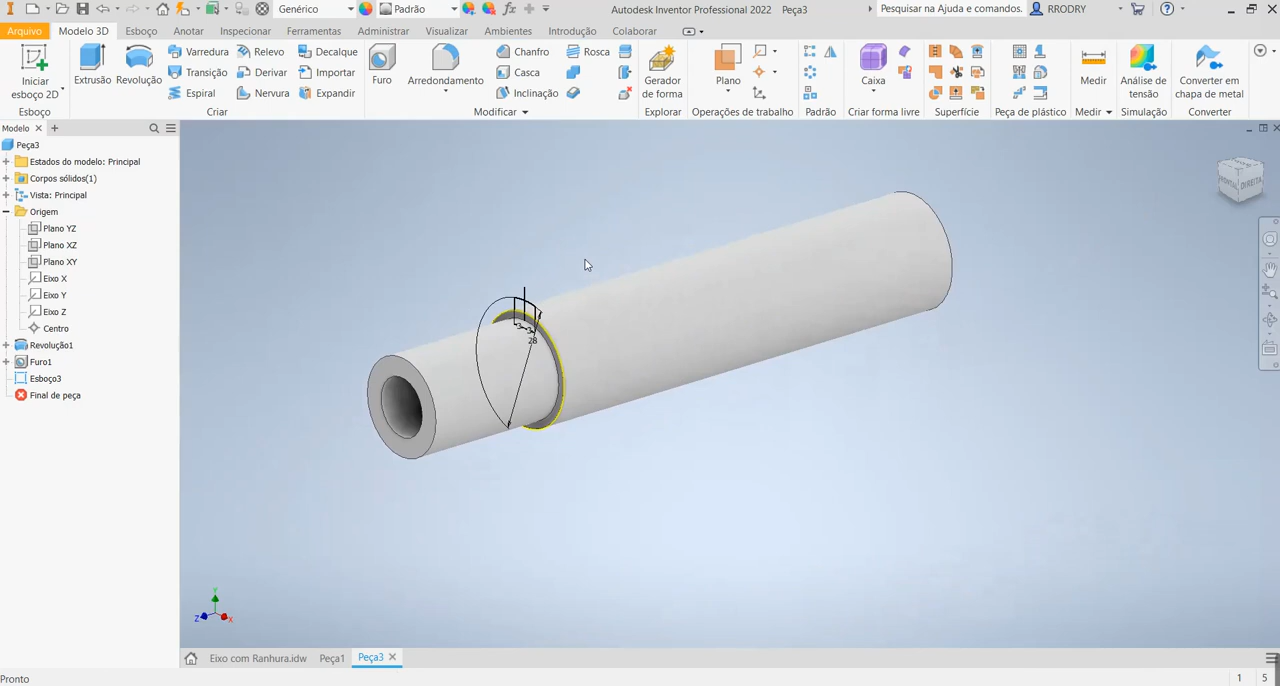 Genérico
Padrão
Autodesk Inventor Professional 2022 Peça3
Pesquisar na Ajuda e comandos.
RRODRY
Arquivo Modelo 3D Esboço Anotar Inspecionar Ferramentas Administrar Visualizar Ambientes Introdução Colaborar
Iniciar
esboço 2D
Esboço
Extrusão
Revolução
Varredura
Relevo
Decalque
Transição
Derivar
Importar
Espiral
Nervura
Expandir
Criar
Furo
Arredondamento
Chanfro
Rosca
Casca
Inclinação
Modificar
Gerador
de forma
Explorar
Plano
Operações de trabalho
Padrão
Caixa
Criar forma livre
Superfície
Peça de plástico
Medir
Medir
Análise de
tensão
Simulação
Converter em
chapa de metal
Converter
Modelo
Peça3
Estados do modelo: Principal
Corpos sólidos(1)
Vista: Principal
Origem
Plano YZ
Plano XZ
Plano XY
Eixo X
Eixo Y
Eixo Z
Centro
Revolução1
Furo1
Esboço3
Final de peça
3 3
28
FRONTAL DIREITA
Y
Z X
Eixo com Ranhura.idw Peça1 Peça3
Pronto
1 5